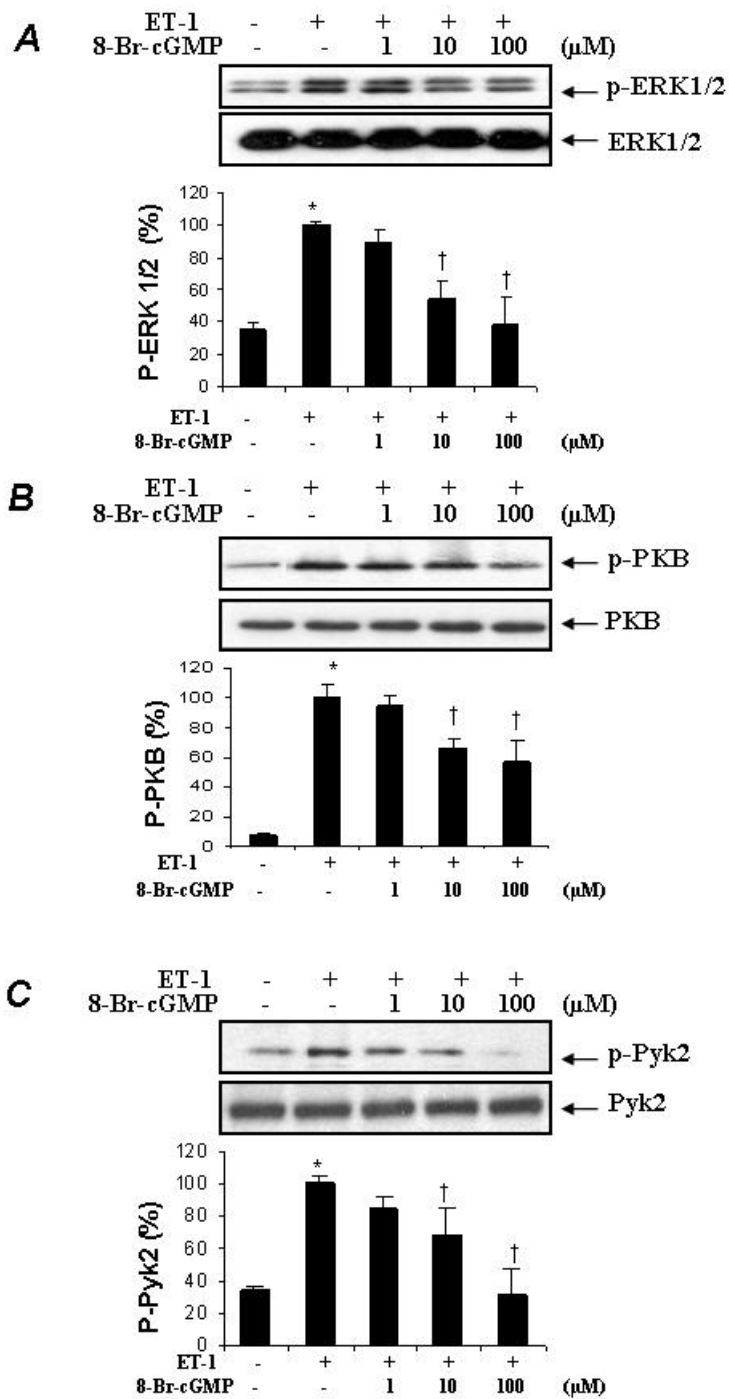 A
ET-1 - + + + +
8-Br-cGMP - - 1 10 100 (μM)
p-ERK1/2
ERK1/2
P-ERK 1/2 (%)
120
100
80
60
40
20
0
*
†
†
ET-1 - + + + +
8-Br-cGMP - - 1 10 100 (μM)
B
ET-1 - + + + +
8-Br-cGMP - - 1 10 100 (μM)
p-PKB
PKB
P-PKB (%)
120
100
80
60
40
20
0
*
†
†
ET-1 - + + + +
8-Br-cGMP - - 1 10 100 (μM)
C
ET-1 - + + + +
8-Br-cGMP - - 1 10 100 (μM)
p-Pyk2
Pyk2
P-Pyk2 (%)
120
100
80
60
40
20
0
*
†
†
ET-1 - + + + +
8-Br-cGMP - - 1 10 100 (μM)